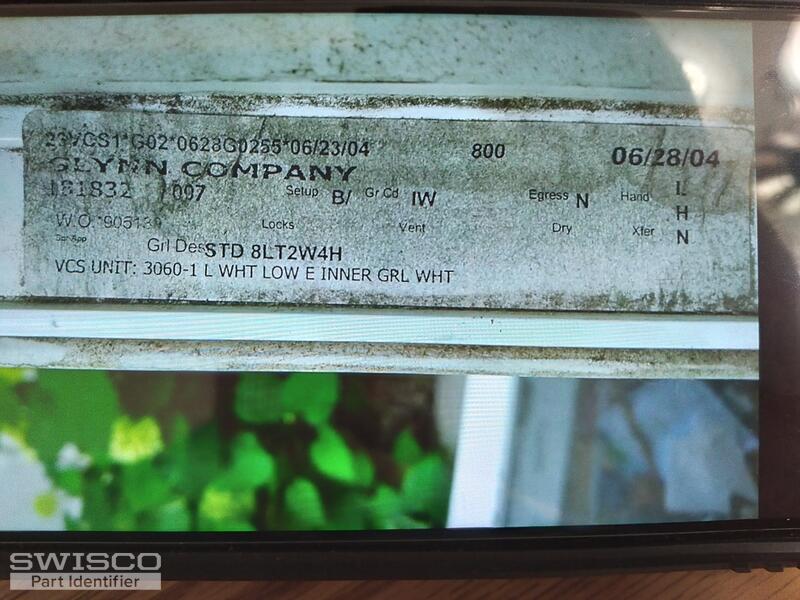 CS1*G02*0628G0255*06/23/04 800 06/28/04
GLYNN COMPANY
181832 /007 Setup B/ Gr Cd IW Egress N Hand L
H
W.O. Locks Vent Dry Xfer N
Grl Des STD 8LT2W4H
VCS UNIT: 3060-1 L WHT LOW E INNER GRL WHT
SWISCO
Part Identifier